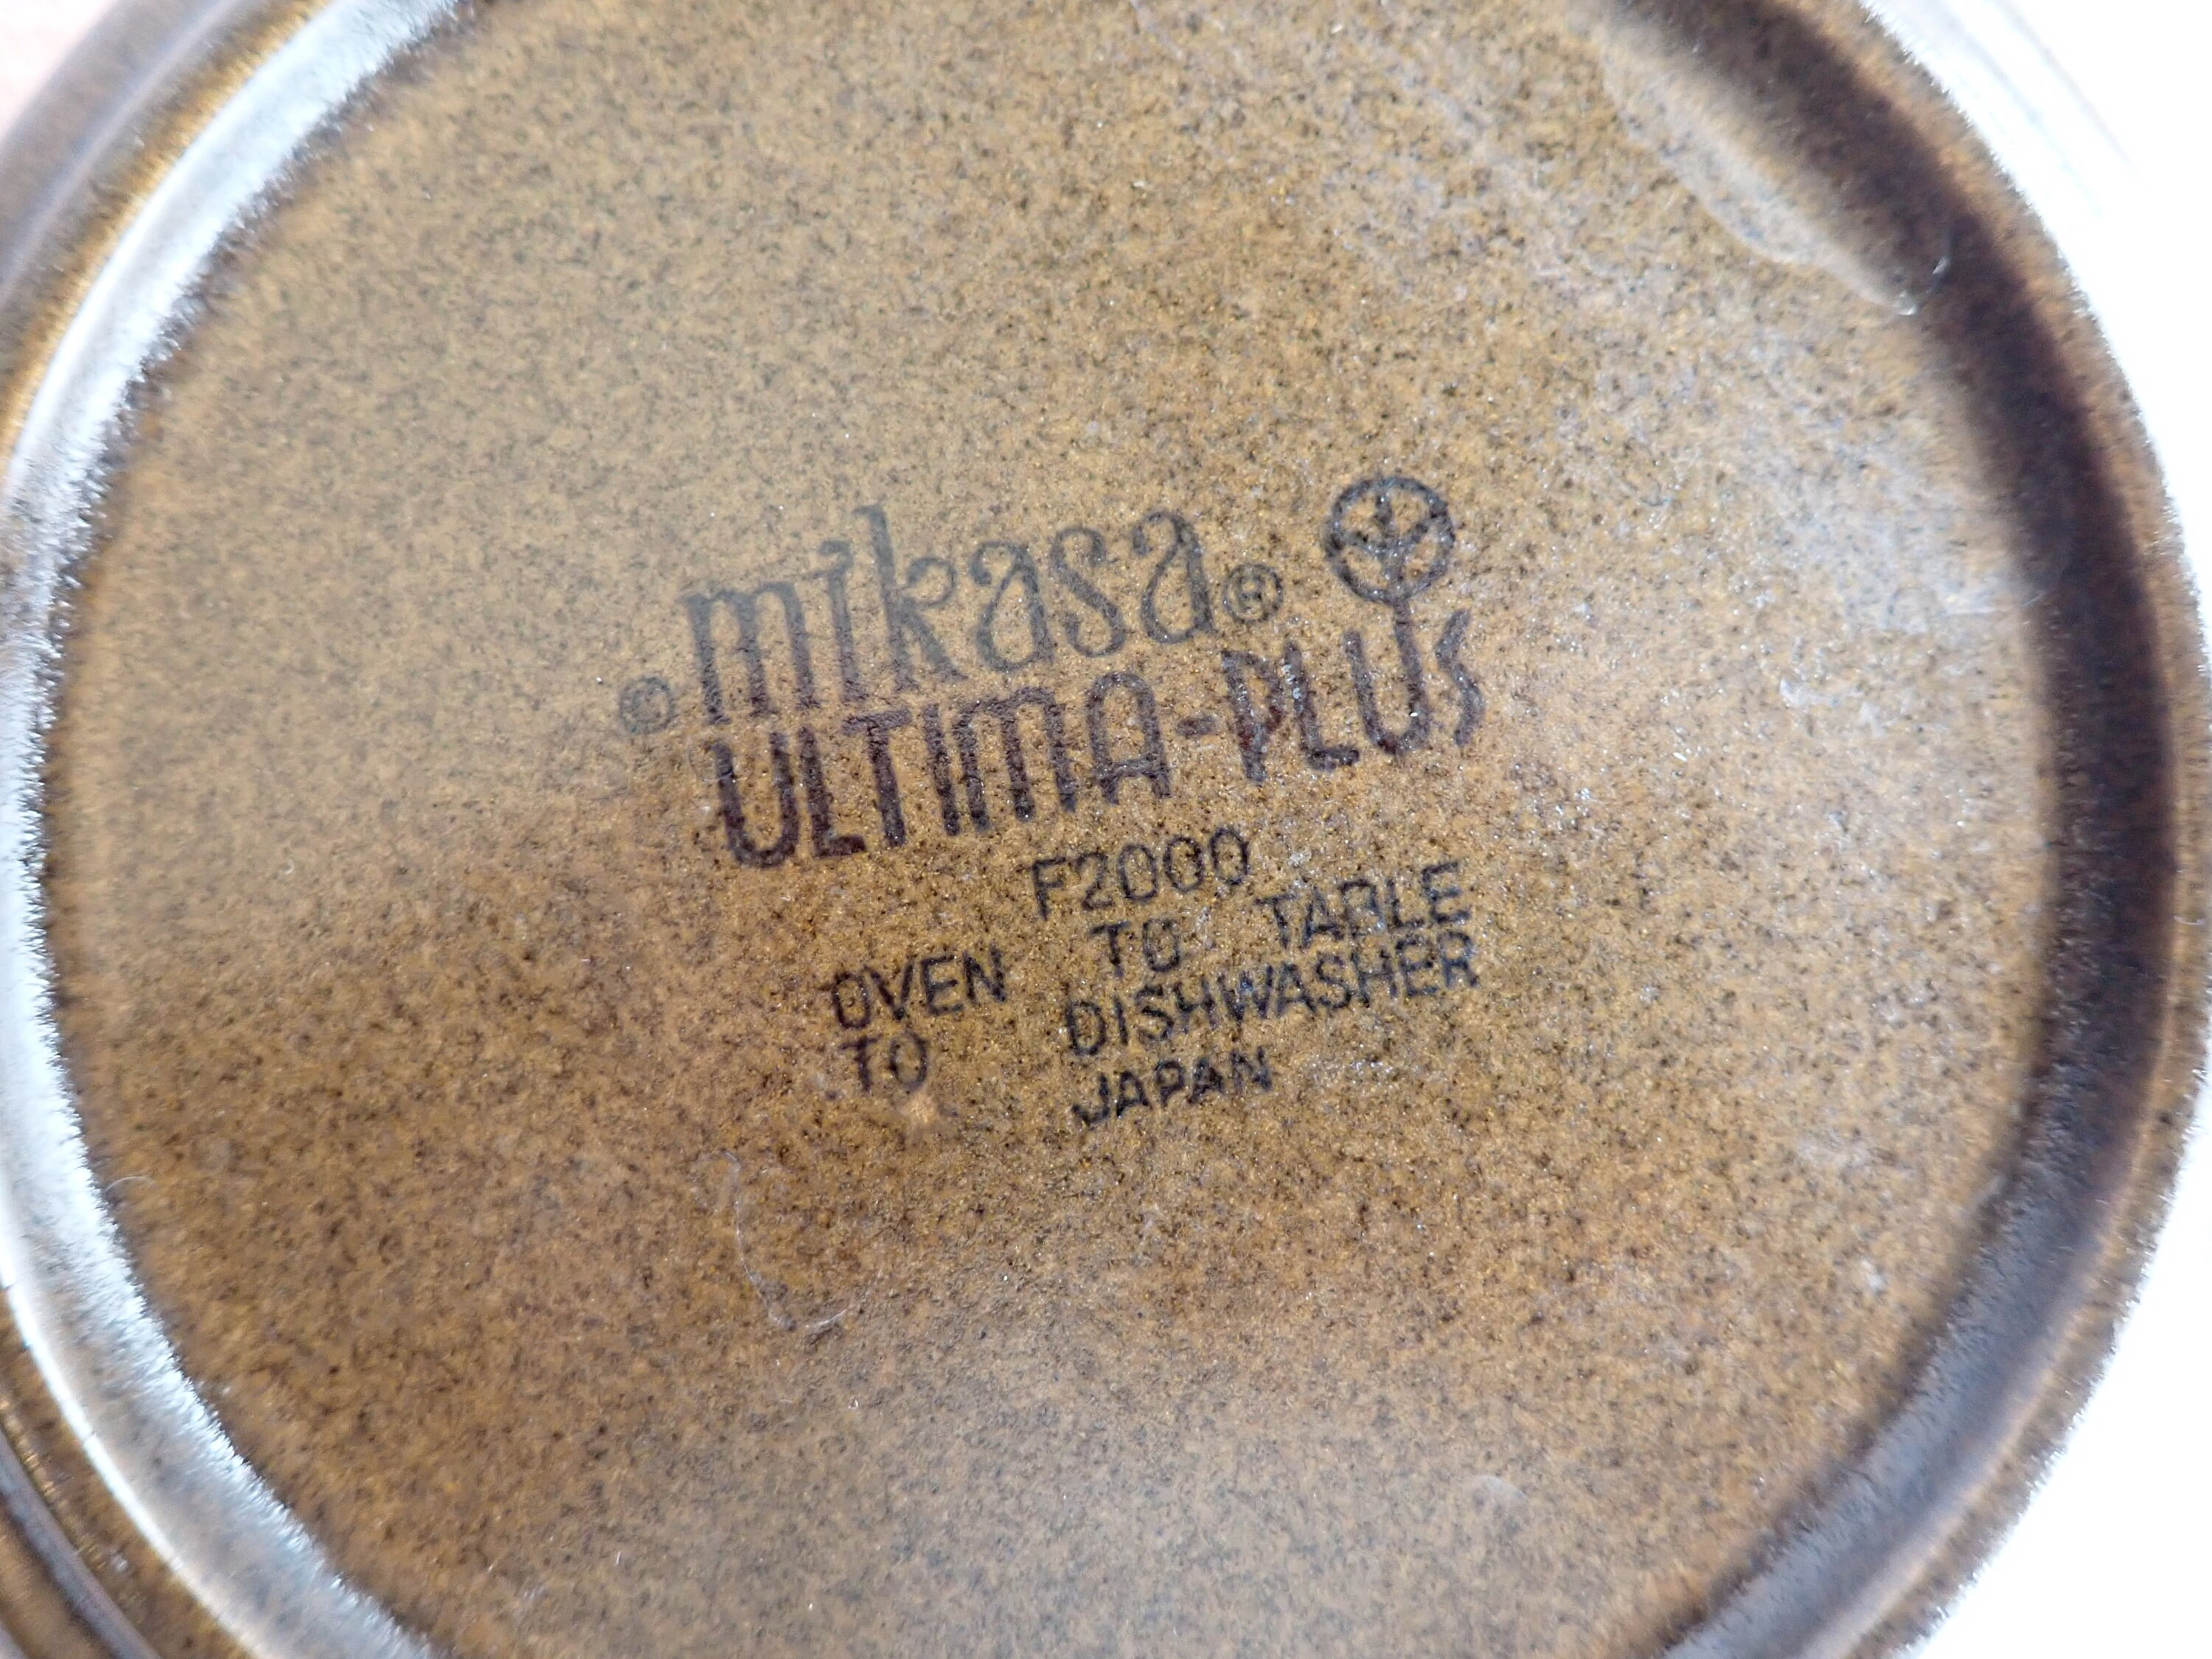 © mikasa ®
ULTIMA-PLUS
F2000
OVEN TO TABLE
TO DISHWASHER
JAPAN